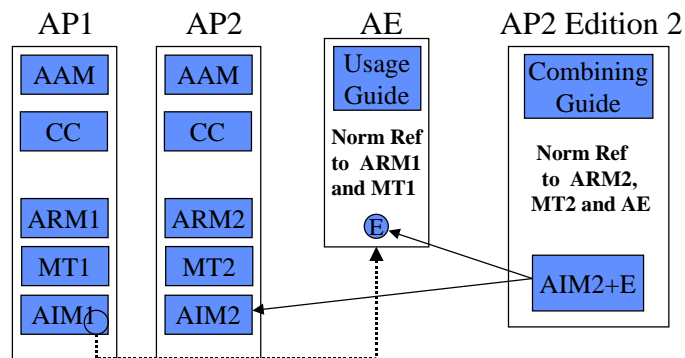 AP1
AP2
AE
AP2 Edition 2
AAM
CC
ARM1
MT1
AIM1
AAM
CC
ARM2
MT2
AIM2
Usage
Guide
Norm Ref
to ARM1
and MT1
E
Combining
Guide
Norm Ref
to ARM2,
MT2 and AE
AIM2+E